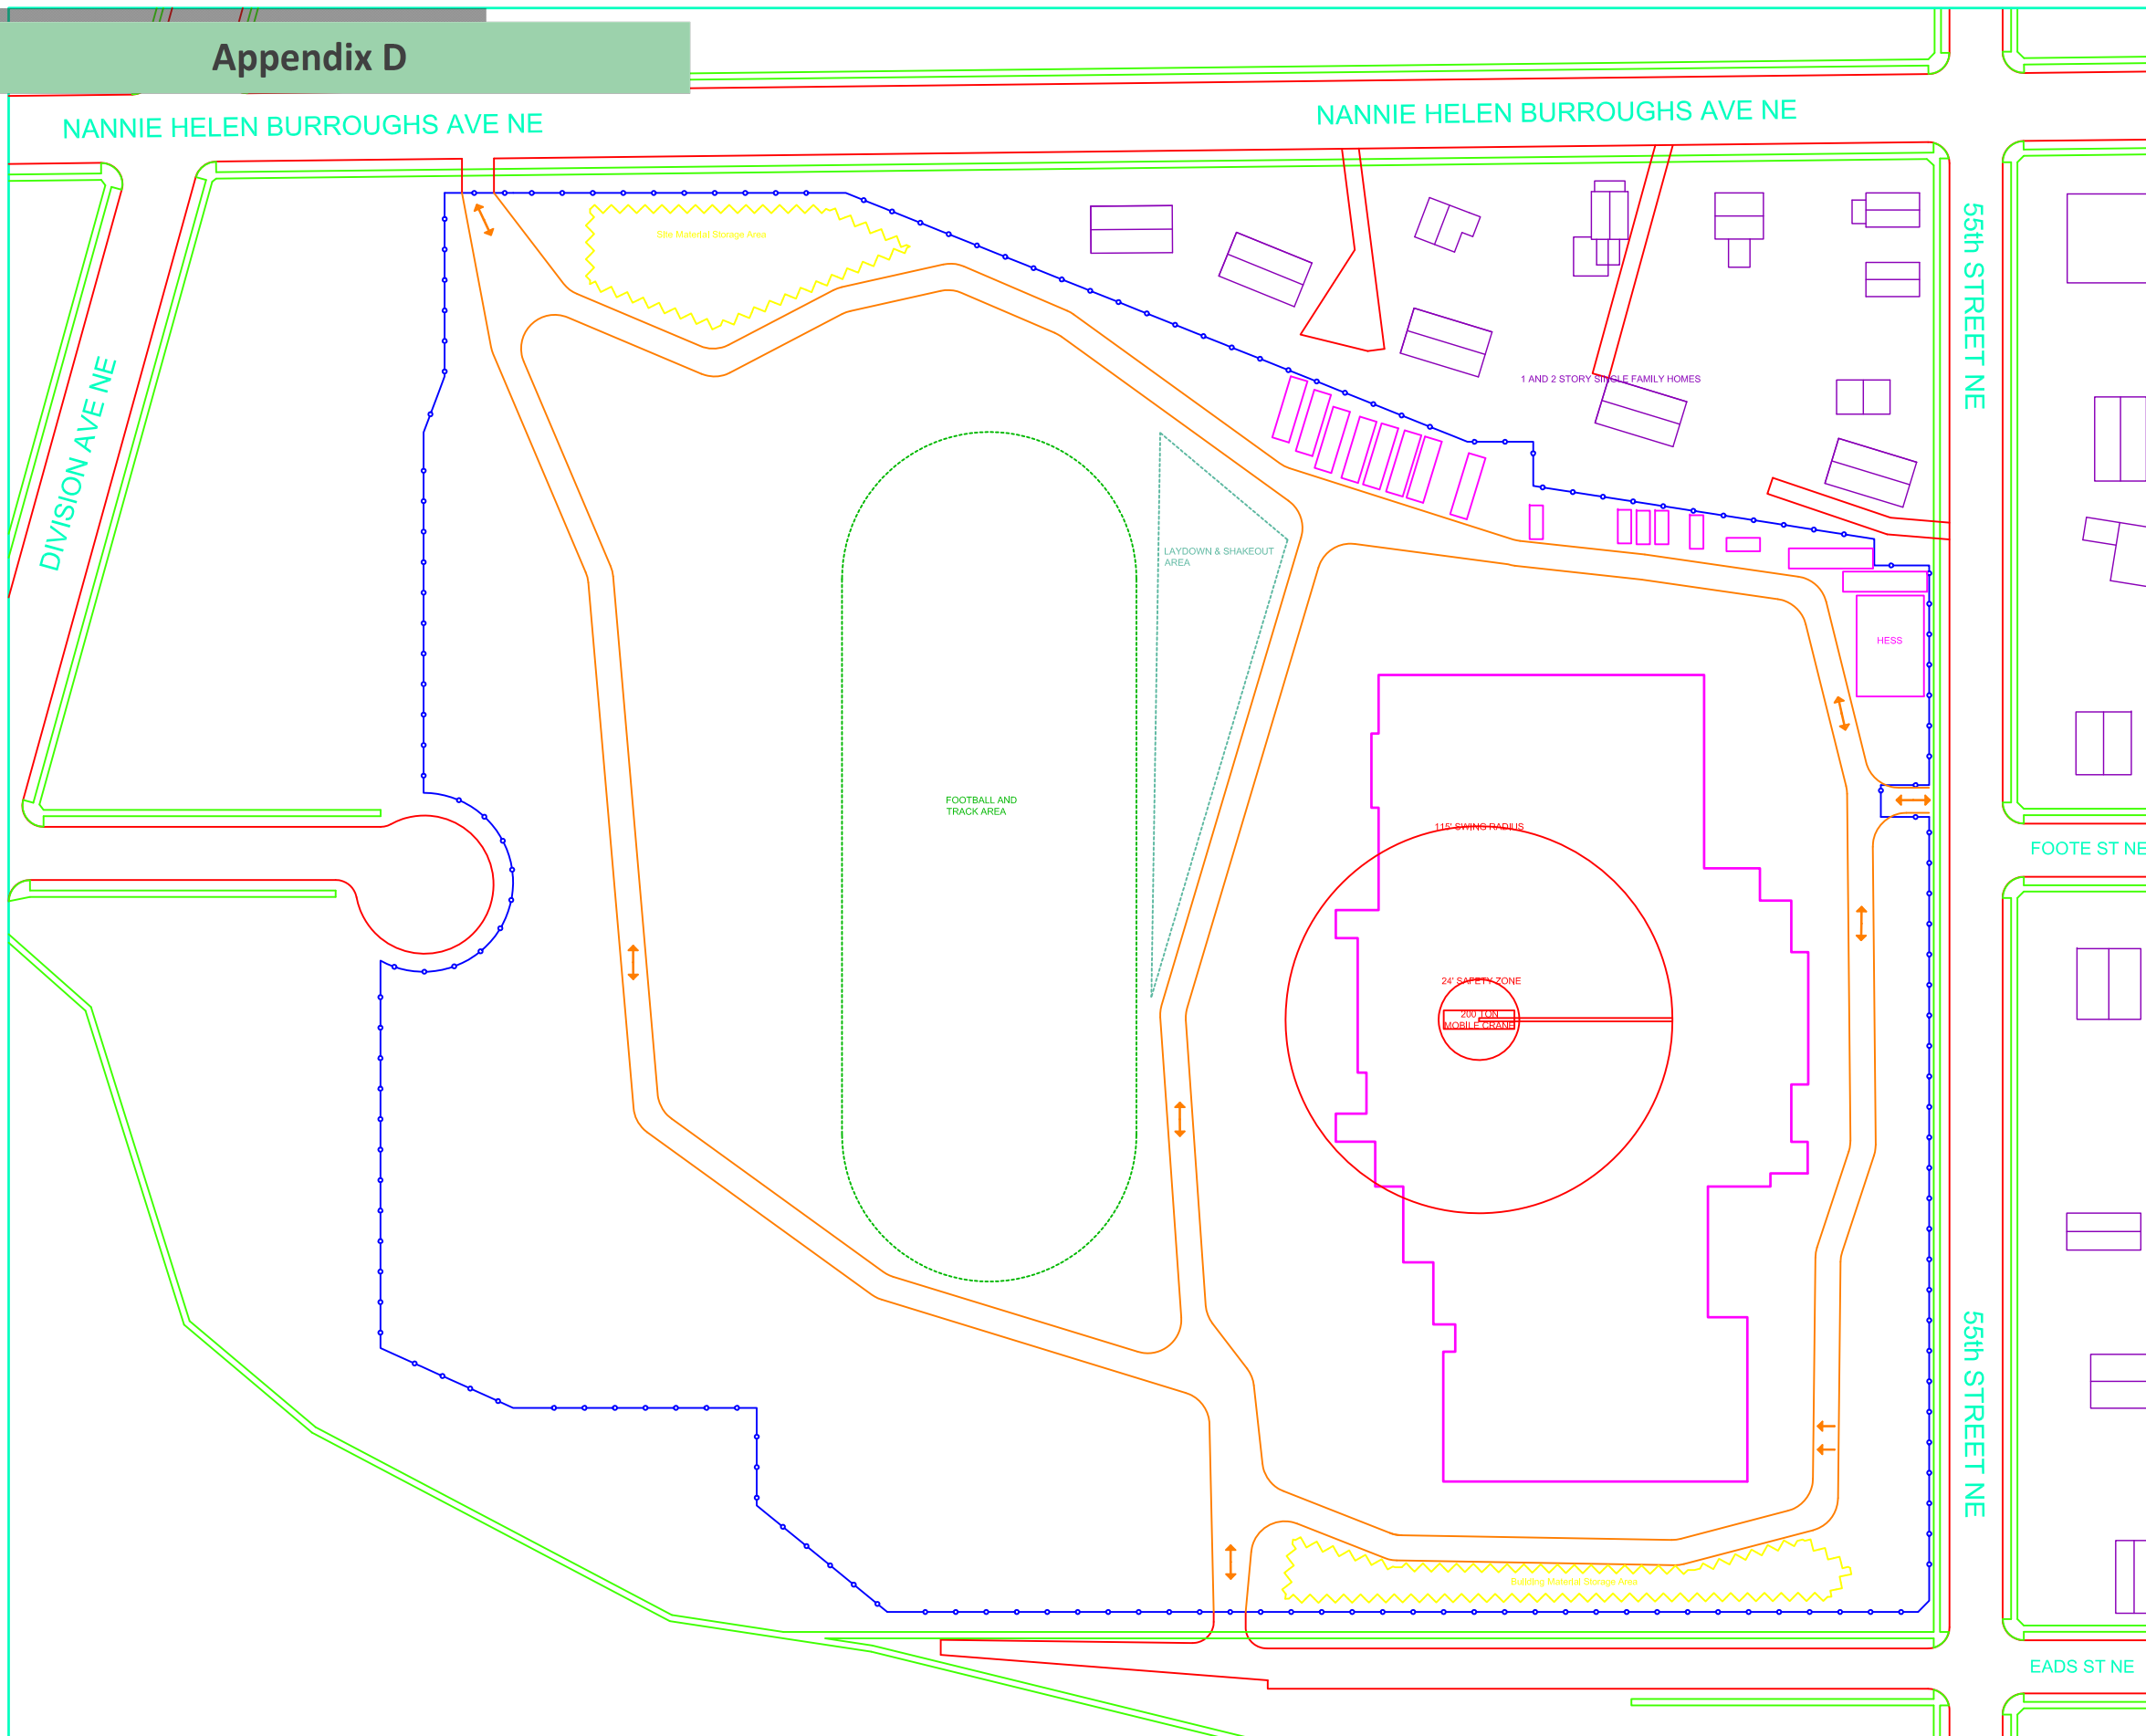 Appendix D
NANNIE HELEN BURROUGHS AVE NE
NANNIE HELEN BURROUGHS AVE NE
55th STREET NE
Site Material Storage Area
DIVISION AVE NE
1 AND 2 STORY SINGLE FAMILY HOMES
LAYDOWN & SHAKEOUT
AREA
HESS
FOOTBALL AND
TRACK AREA
115' SWING RADIUS
FOOTE ST NE
24' SAFETY ZONE
200 TON
MOBILE CRANE
55th STREET NE
Building Material Storage Area
EADS ST NE